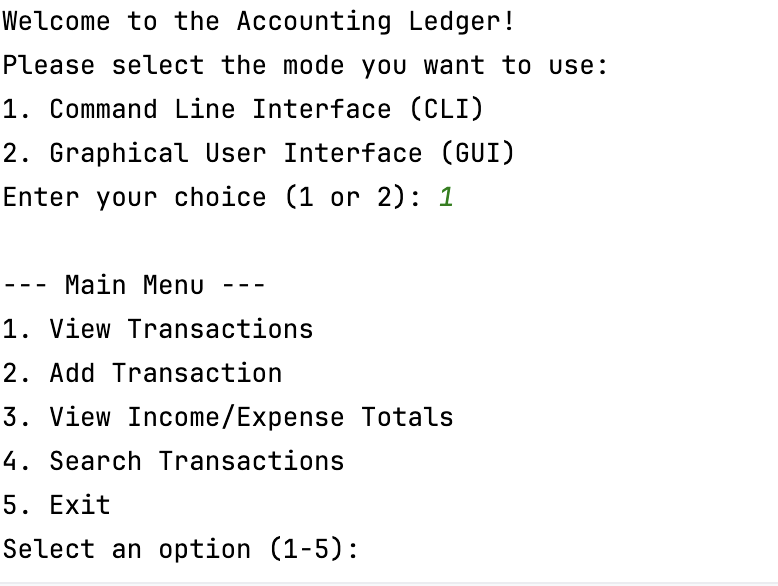 Welcome to the Accounting Ledger!
Please select the mode you want to use:
1. Command Line Interface (CLI)
2. Graphical User Interface (GUI)
Enter your choice (1 or 2): 1
--- Main Menu ---
1. View Transactions
2. Add Transaction
3. View Income/Expense Totals
4. Search Transactions
5. Exit
Select an option (1-5):